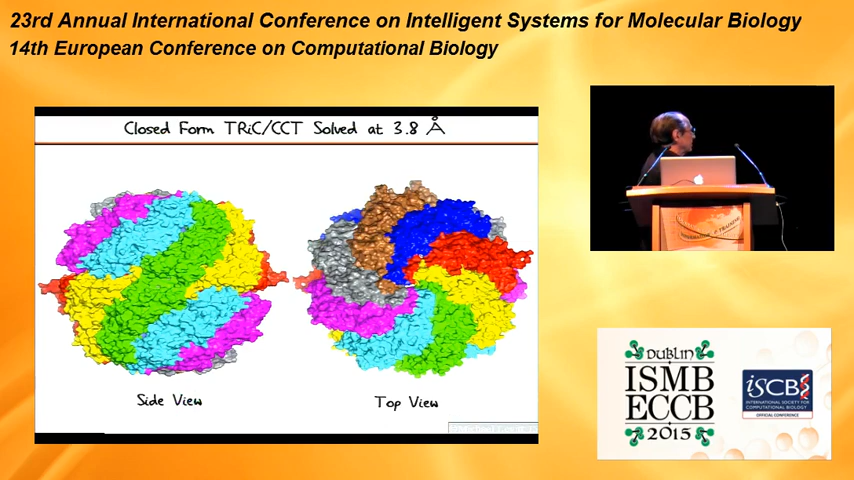 23rd Annual International Conference on Intelligent Systems for Molecular Biology
14th European Conference on Computational Biology
Closed Form TRiC/CCT Solved at 3.8 Å
Side View
Top View
DUBLIN
ISMB
ECCB
2015
iSCB
INTERNATIONAL SOCIETY FOR
COMPUTATIONAL BIOLOGY
OFFICIAL CONFERENCE